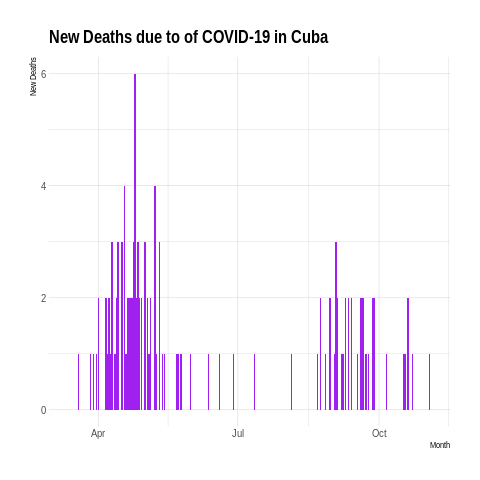 New Deaths due to of COVID-19 in Cuba
New Deaths
6
4
2
0
Apr Jul Oct
Month